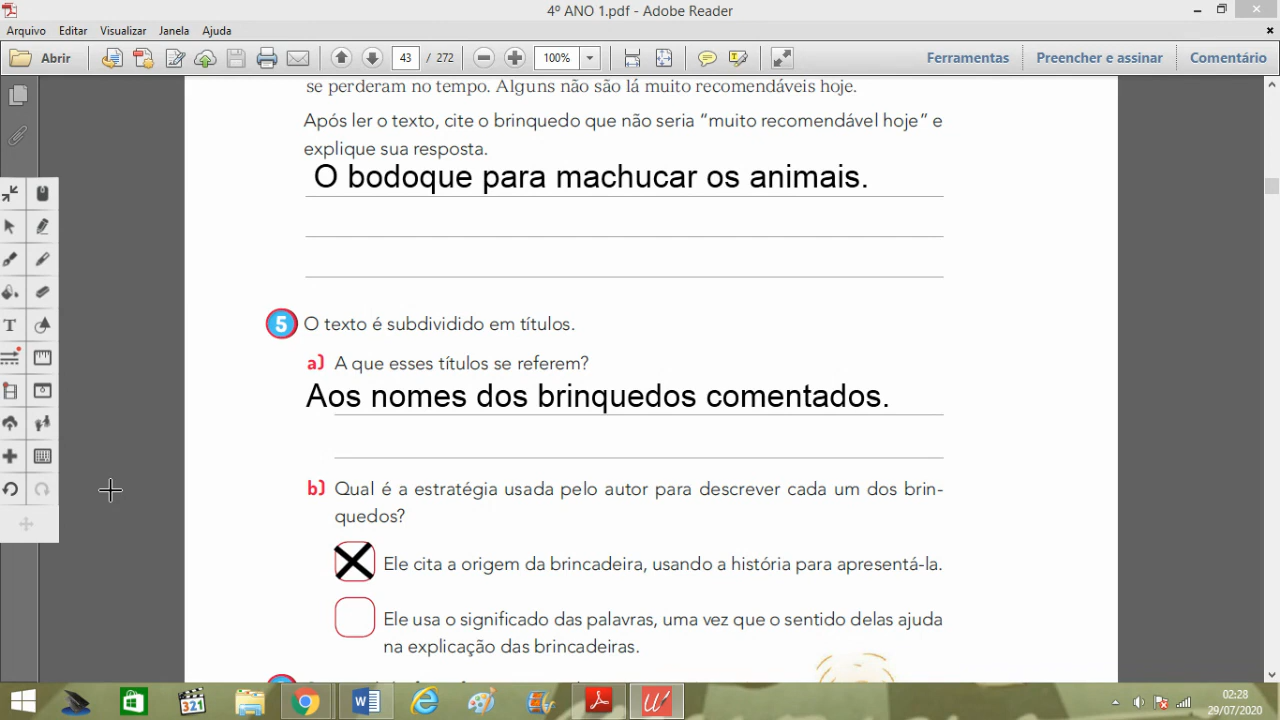 4º ANO 1.pdf - Adobe Reader
Arquivo Editar Visualizar Janela Ajuda
Abrir 43 / 272 100% Ferramentas Preencher e assinar Comentário
se perderam no tempo. Alguns não são lá muito recomendáveis hoje.
Após ler o texto, cite o brinquedo que não seria “muito recomendável hoje” e
explique sua resposta.
O bodoque para machucar os animais.
5 O texto é subdividido em títulos.
a) A que esses títulos se referem?
Aos nomes dos brinquedos comentados.
b) Qual é a estratégia usada pelo autor para descrever cada um dos brin-
quedos?
Ele cita a origem da brincadeira, usando a história para apresentá-la.
Ele usa o significado das palavras, uma vez que o sentido delas ajuda
na explicação das brincadeiras.
321
02:28
29/07/2020